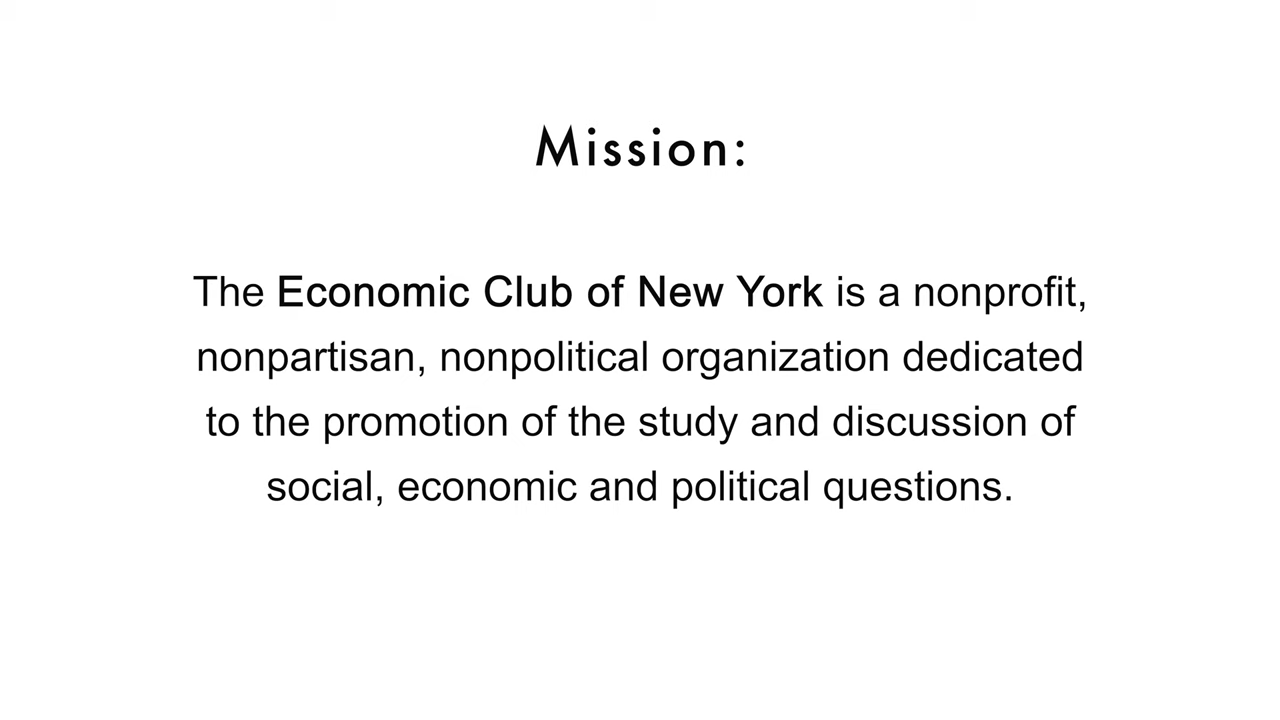 Mission:
The Economic Club of New York is a nonprofit,
nonpartisan, nonpolitical organization dedicated
to the promotion of the study and discussion of
social, economic and political questions.